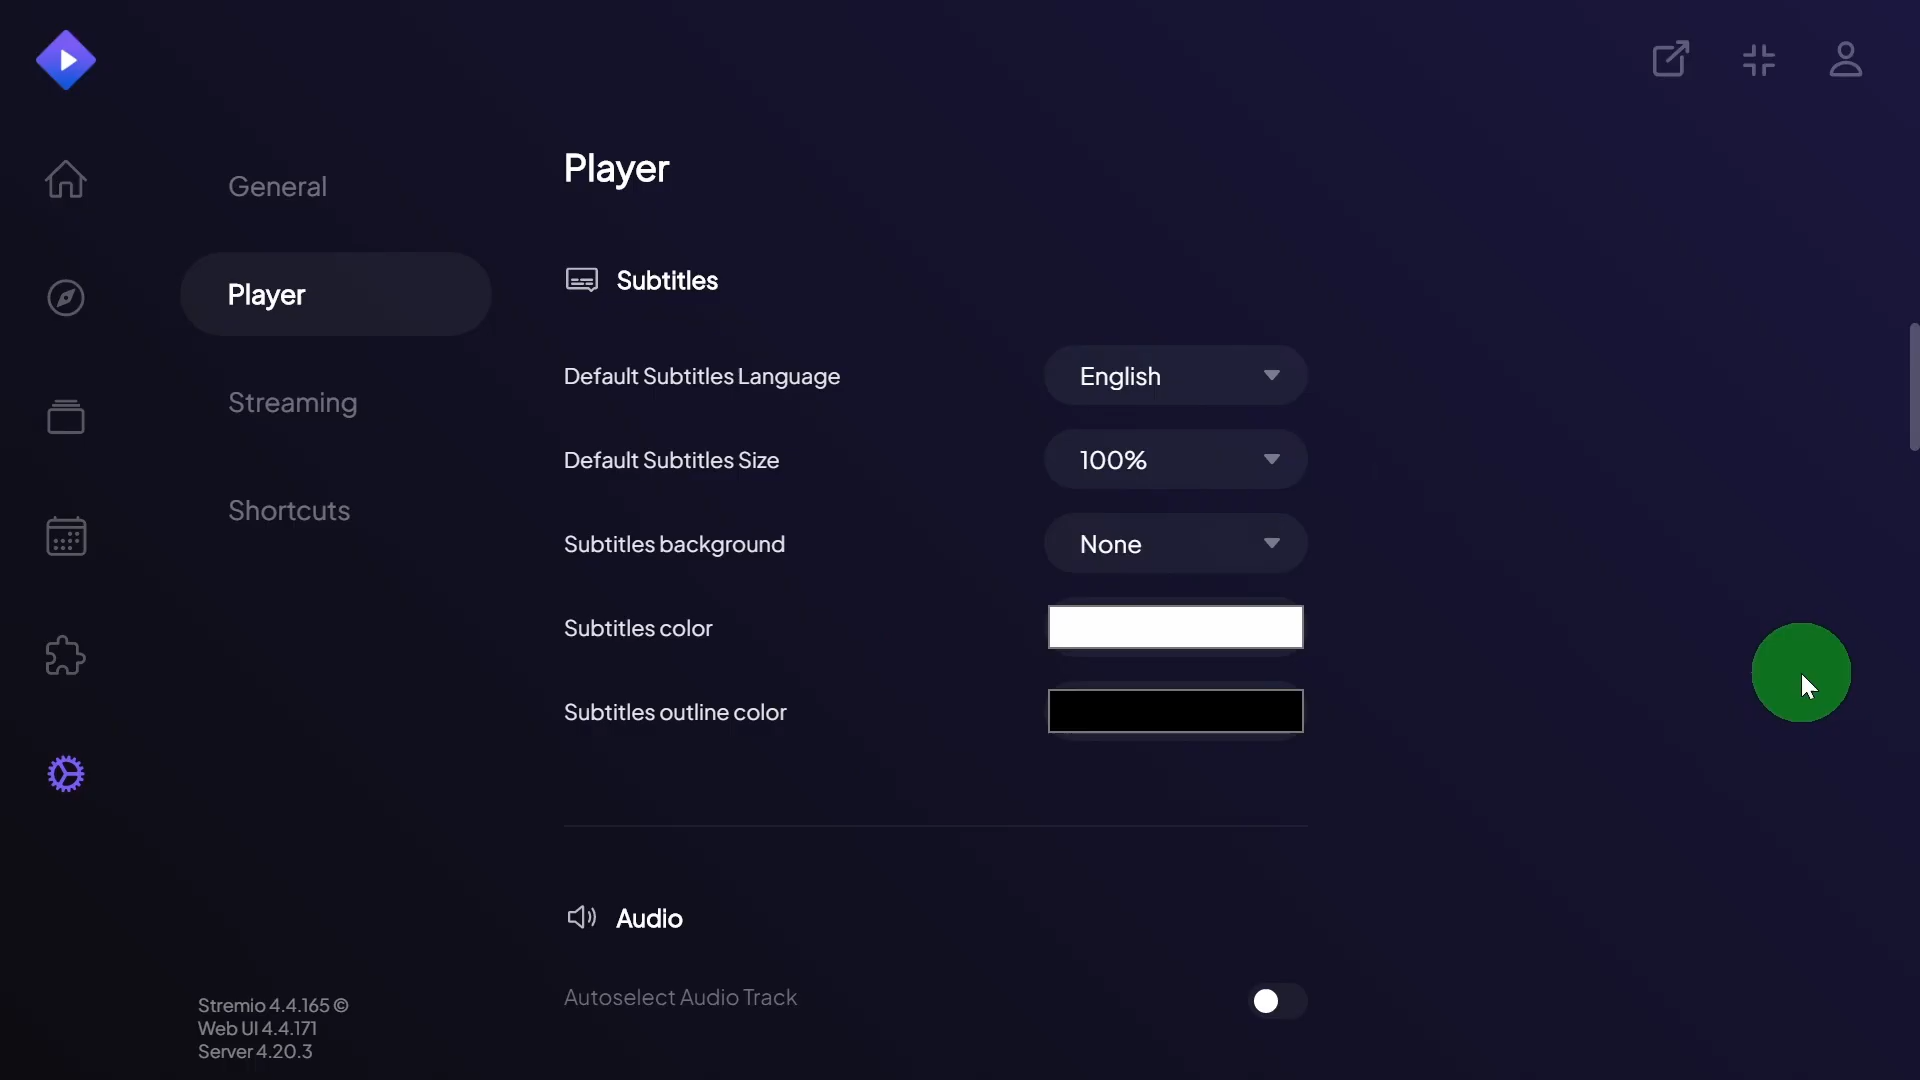 General
Player
Streaming
Shortcuts
Player
Subtitles
Default Subtitles Language
English
Default Subtitles Size
100%
Subtitles background
None
Subtitles color
Subtitles outline color
Audio
Autoselect Audio Track
Stremio 4.4.165 ©
Web UI 4.4.171
Server 4.20.3